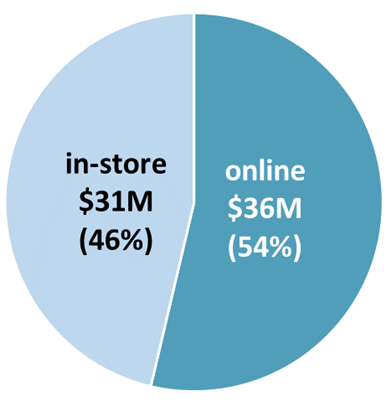 in-store
$31M
(46%)
online
$36M
(54%)